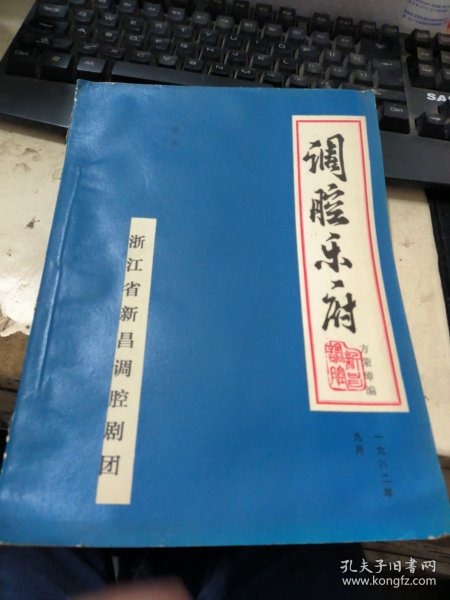 调腔乐府
方荣璋编
一九八二年
九月
浙江省新昌调腔剧团
孔夫子旧书网
www.kongfz.com